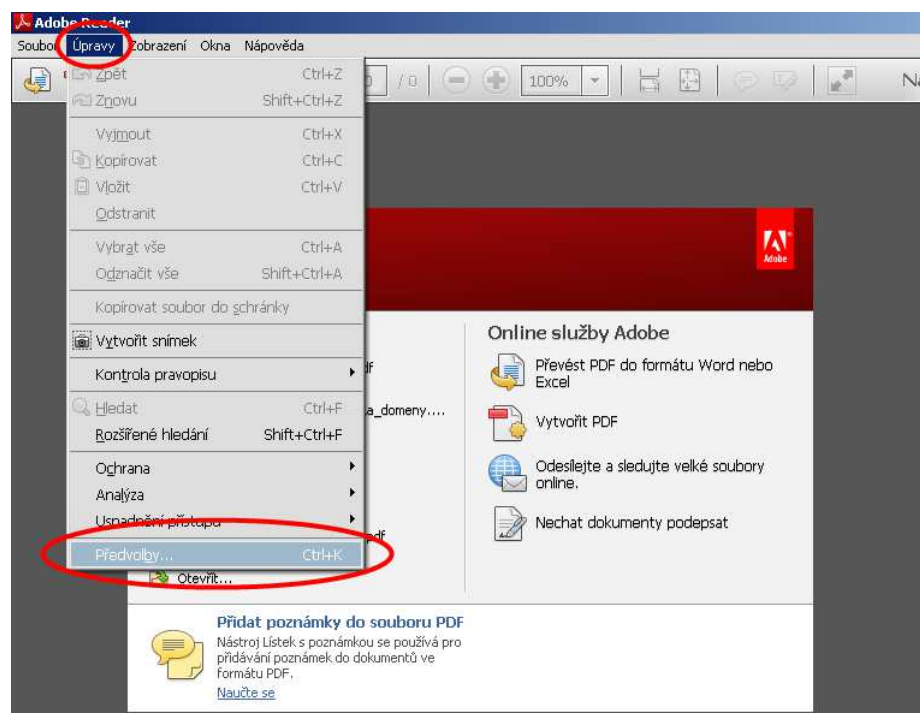 Adobe Reader
Soubor Úpravy Zobrazení Okna Nápověda
/ 0 100%
Zpět Ctrl+Z
Znovu Shift+Ctrl+Z
Vyjmout Ctrl+X
Kopírovat Ctrl+C
Vložit Ctrl+V
Odstranit
Vybrat vše Ctrl+A
Odznačit vše Shift+Ctrl+A
Kopírovat soubor do schránky
Vytvořit snímek
Kontrola pravopisu
Hledat Ctrl+F
Rozšířené hledání Shift+Ctrl+F
Ochrana
Analýza
Usnadnění přístupu
Předvolby... Ctrl+K
a_domeny....
Otevřít...
Adobe
Online služby Adobe
Převést PDF do formátu Word nebo
Excel
Vytvořit PDF
Odesílejte a sledujte velké soubory
online.
Nechat dokumenty podepsat
Přidat poznámky do souboru PDF
Nástroj Lístek s poznámkou se používá pro
přidávání poznámek do dokumentů ve
formátu PDF.
Naučte se